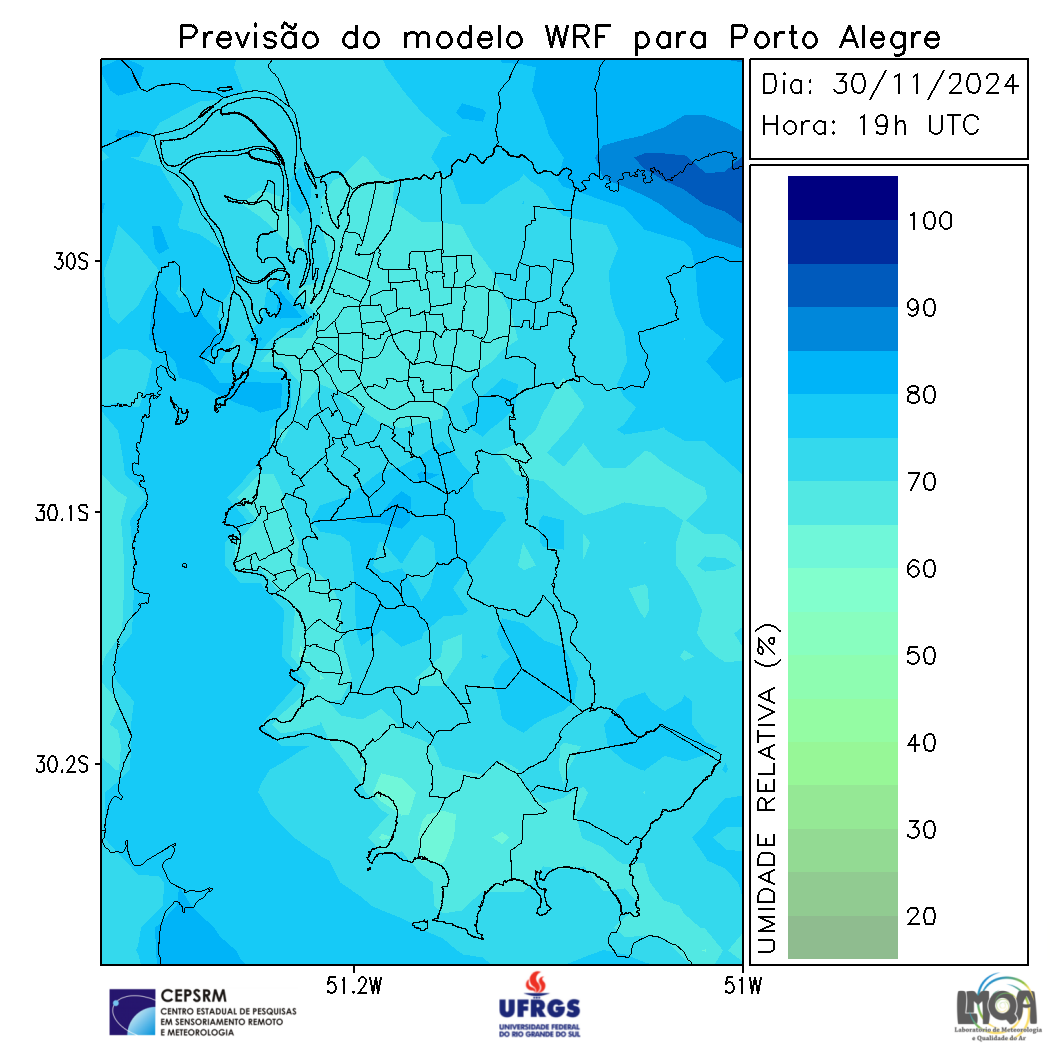 Previsão do modelo WRF para Porto Alegre
Dia: 30/11/2024
Hora: 19h UTC
30S
30.1S
30.2S
51.2W
51W
UMIDADE RELATIVA (%)
100
90
80
70
60
50
40
30
20
CEPSRM
CENTRO ESTADUAL DE PESQUISAS
EM SENSORIAMENTO REMOTO
E METEOROLOGIA
UFRGS
UNIVERSIDADE FEDERAL
DO RIO GRANDE DO SUL
LMQA
Laboratório de Meteorologia
e Qualidade do Ar